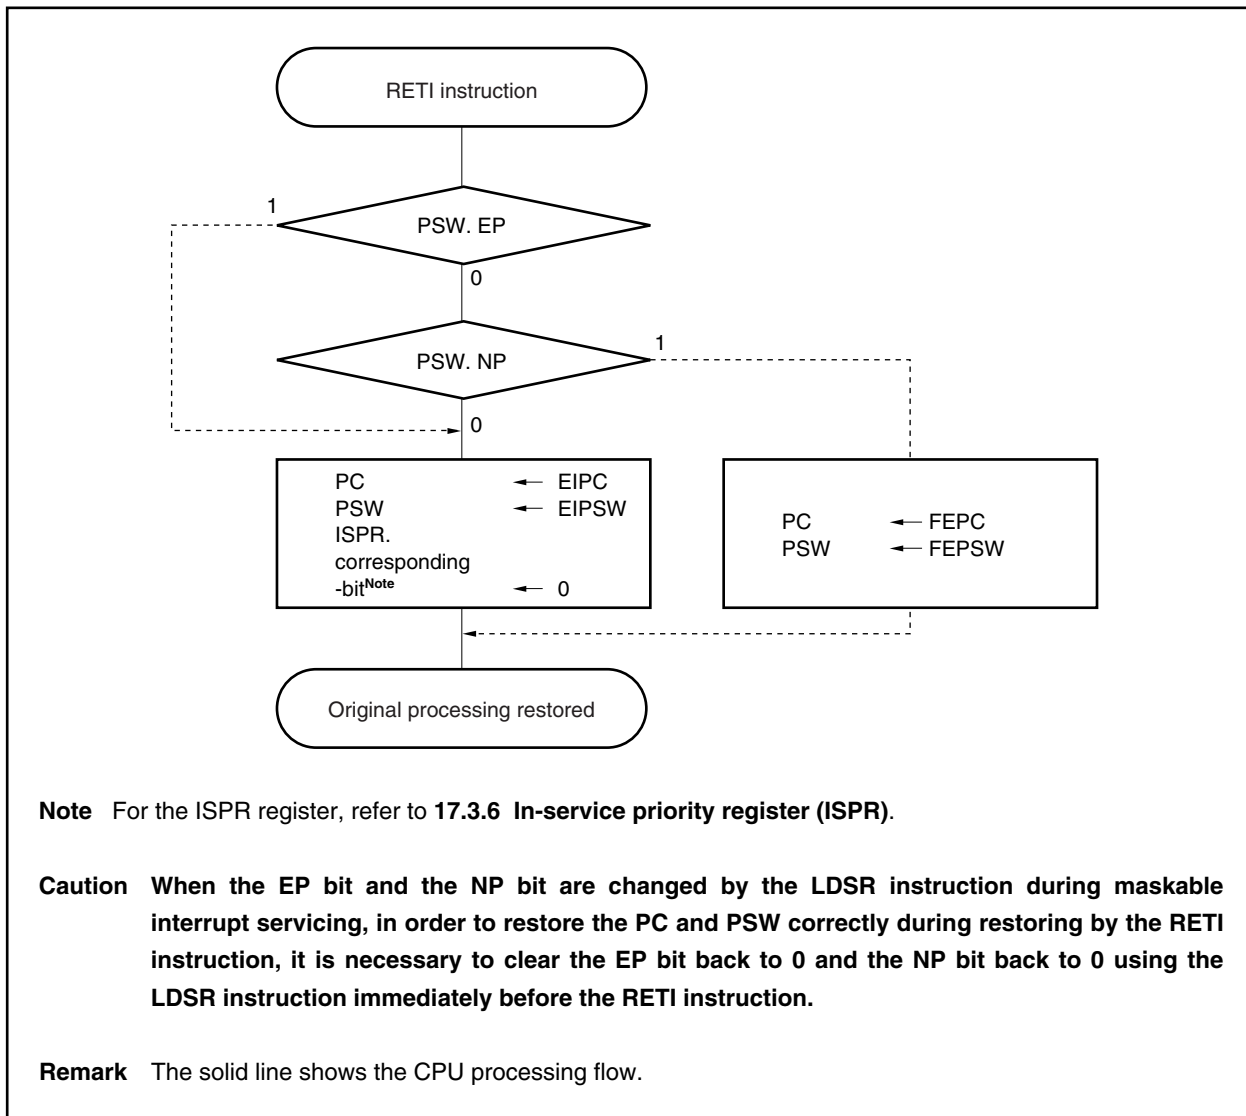 RETI instruction
1
PSW. EP
0
PSW. NP
1
0
PC ← EIPC
PSW ← EIPSW
ISPR.
corresponding
-bitNote ← 0
PC ← FEPC
PSW ← FEPSW
Original processing restored
Note For the ISPR register, refer to 17.3.6 In-service priority register (ISPR).
Caution When the EP bit and the NP bit are changed by the LDSR instruction during maskable
interrupt servicing, in order to restore the PC and PSW correctly during restoring by the RETI
instruction, it is necessary to clear the EP bit back to 0 and the NP bit back to 0 using the
LDSR instruction immediately before the RETI instruction.
Remark The solid line shows the CPU processing flow.